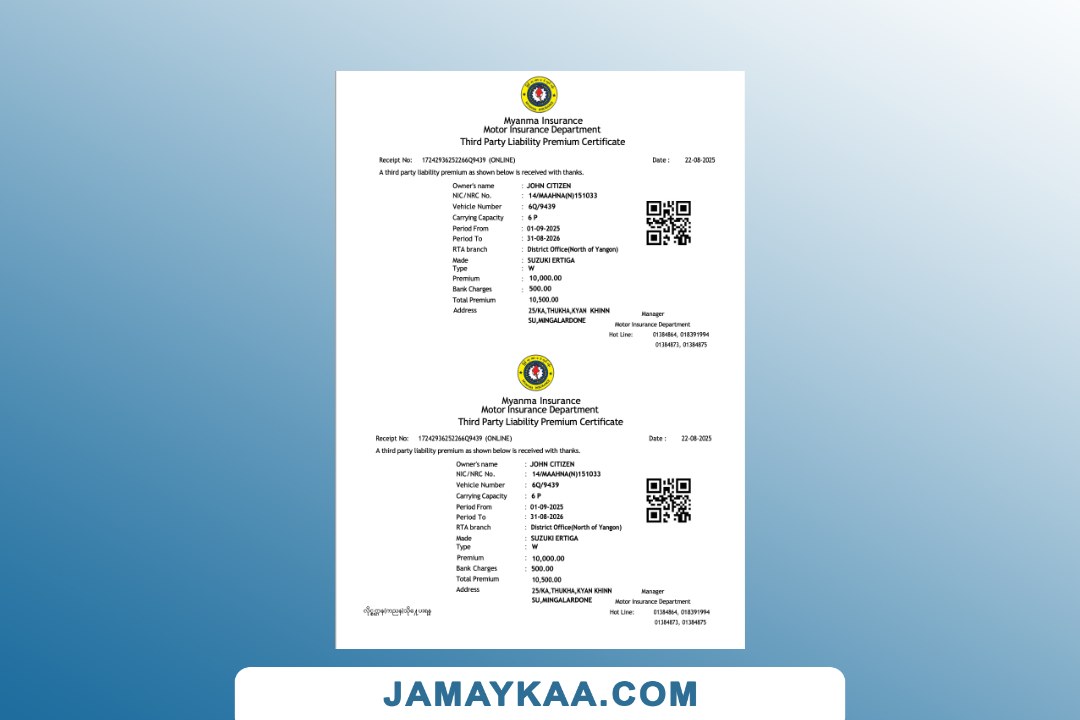 Myanma Insurance
Motor Insurance Department
Third Party Liability Premium Certificate
Receipt No: 17242936252266Q9439 (ONLINE) Date : 22-08-2025
A third party liability premium as shown below is received with thanks.
Owner's name : JOHN CITIZEN
NIC/NRC No. : 14/MAAHNA(N)151033
Vehicle Number : 6Q/9439
Carrying Capacity : 6 P
Period From : 01-09-2025
Period To : 31-08-2026
RTA branch : District Office(North of Yangon)
Made : SUZUKI ERTIGA
Type : W
Premium : 10,000.00
Bank Charges : 500.00
Total Premium 10,500.00
Address 25/KA,THUKHA,KYAN KHINN
SU,MINGALARDONE
Manager
Motor Insurance Department
Hot Line: 01384864, 018391994
01384873, 01384875
Myanma Insurance
Motor Insurance Department
Third Party Liability Premium Certificate
Receipt No: 17242936252266Q9439 (ONLINE) Date : 22-08-2025
A third party liability premium as shown below is received with thanks.
Owner's name : JOHN CITIZEN
NIC/NRC No. : 14/MAAHNA(N)151033
Vehicle Number : 6Q/9439
Carrying Capacity : 6 P
Period From : 01-09-2025
Period To : 31-08-2026
RTA branch : District Office(North of Yangon)
Made : SUZUKI ERTIGA
Type : W
Premium : 10,000.00
Bank Charges : 500.00
Total Premium 10,500.00
Address 25/KA,THUKHA,KYAN KHINN
SU,MINGALARDONE
Manager
Motor Insurance Department
Hot Line: 01384864, 018391994
01384873, 01384875
JAMAYKAA.COM